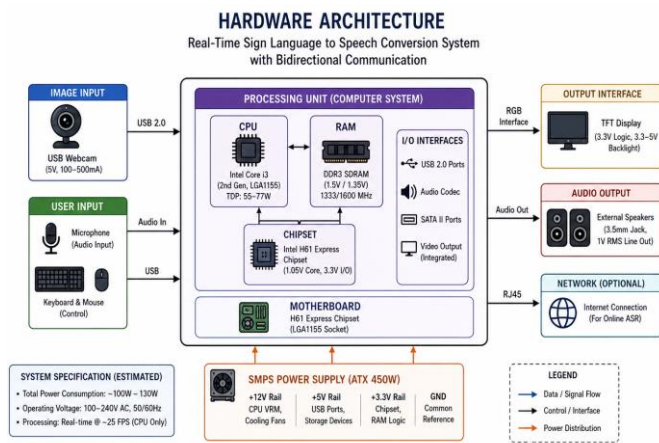 HARDWARE ARCHITECTURE
Real-Time Sign Language to Speech Conversion System
with Bidirectional Communication
IMAGE INPUT
USB Webcam
(5V, 100–500mA)
USB 2.0
USER INPUT
Microphone
(Audio Input)
Keyboard & Mouse
(Control)
Audio In
USB
PROCESSING UNIT (COMPUTER SYSTEM)
CPU
Intel Core i3
(2nd Gen, LGA1155)
TDP: 55–77W
RAM
DDR3 SDRAM
(1.5V / 1.35V)
1333/1600 MHz
CHIPSET
Intel H61 Express
Chipset
(1.05V Core, 3.3V I/O)
I/O INTERFACES
USB 2.0 Ports
Audio Codec
SATA II Ports
Video Output
(Integrated)
MOTHERBOARD
H61 Express Chipset
(LGA1155 Socket)
RGB
Interface
OUTPUT INTERFACE
TFT Display
(3.3V Logic, 3.3–5V
Backlight)
Audio Out
AUDIO OUTPUT
External Speakers
(3.5mm Jack,
1V RMS Line Out)
RJ45
NETWORK (OPTIONAL)
Internet Connection
(For Online ASR)
SYSTEM SPECIFICATION (ESTIMATED)
• Total Power Consumption: ~100W – 130W
• Operating Voltage: 100–240V AC, 50/60Hz
• Processing: Real-time @ ~25 FPS (CPU Only)
SMPS POWER SUPPLY (ATX 450W)
+12V Rail
CPU VRM,
Cooling Fans
+5V Rail
USB Ports,
Storage Devices
+3.3V Rail
Chipset,
RAM Logic
GND
Common
Reference
LEGEND
Data / Signal Flow
Control / Interface
Power Distribution